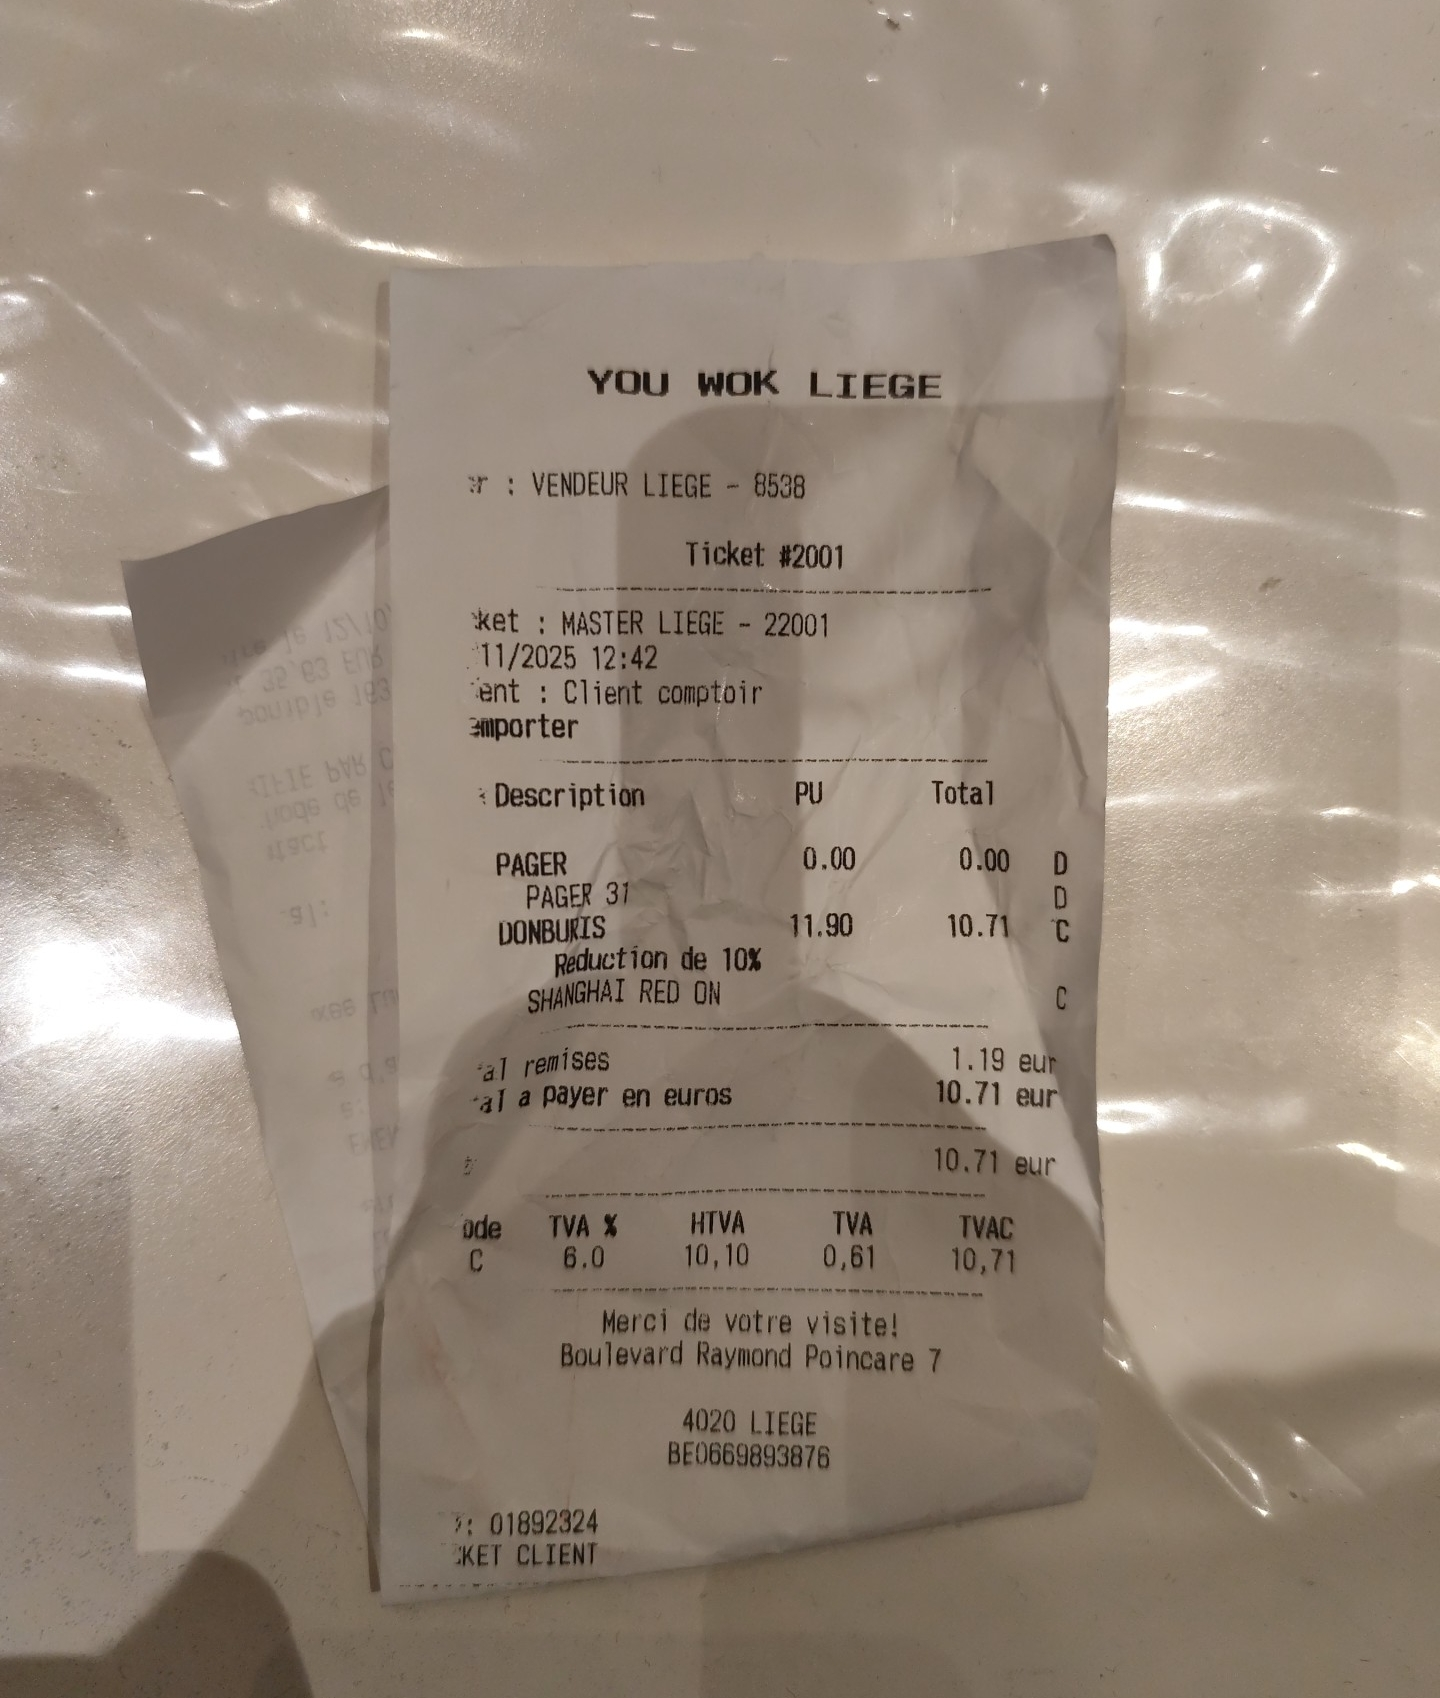 YOU WOK LIEGE
: VENDEUR LIEGE - 8538
Ticket #2001
ket : MASTER LIEGE - 22001
11/2025 12:42
ent : Client comptoir
emporter
Description PU Total
PAGER 0.00 0.00 D
PAGER 31 D
DONBURIS 11.90 10.71 C
Reduction de 10%
SHANGHAI RED ON C
al remises 1.19 eur
al a payer en euros 10.71 eur
10.71 eur
ode TVA % HTVA TVA TVAC
C 6.0 10,10 0,61 10,71
Merci de votre visite!
Boulevard Raymond Poincare 7
4020 LIEGE
BE0669893876
: 01892324
KET CLIENT